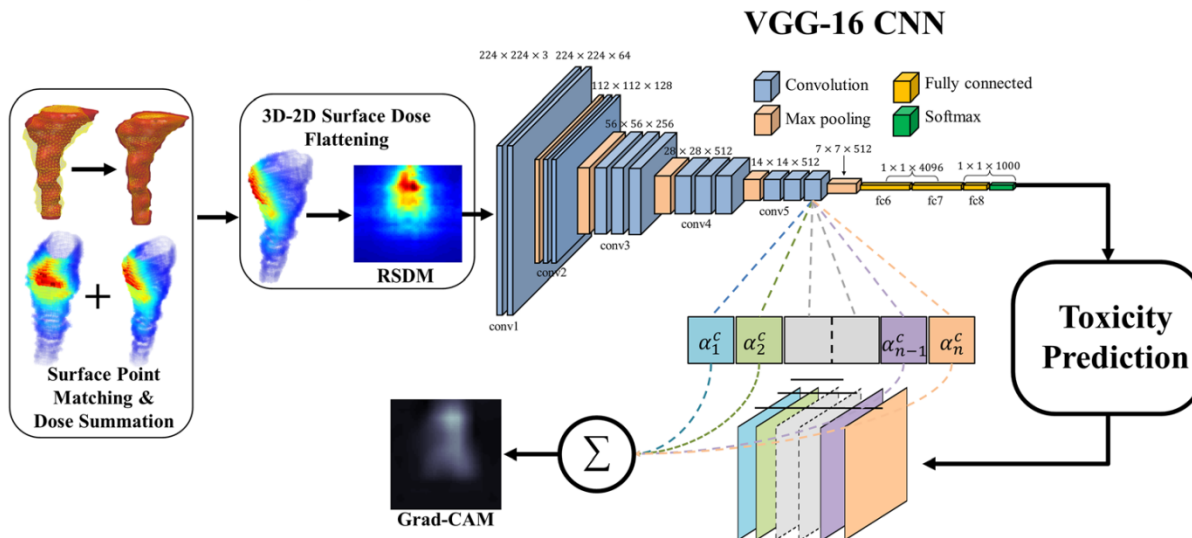 VGG-16 CNN
224 × 224 × 3
224 × 224 × 64
112 × 112 × 128
56 × 56 × 256
28 × 28 × 512
14 × 14 × 512
7 × 7 × 512
1 × 1 × 4096
1 × 1 × 1000
Convolution
Max pooling
Fully connected
Softmax
3D-2D Surface Dose
Flattening
RSDM
Surface Point
Matching &
Dose Summation
+
conv1
conv2
conv3
conv4
conv5
fc6
fc7
fc8
α₁ᶜ
α₂ᶜ
αₙ₋₁ᶜ
αₙᶜ
Toxicity
Prediction
∑
Grad-CAM